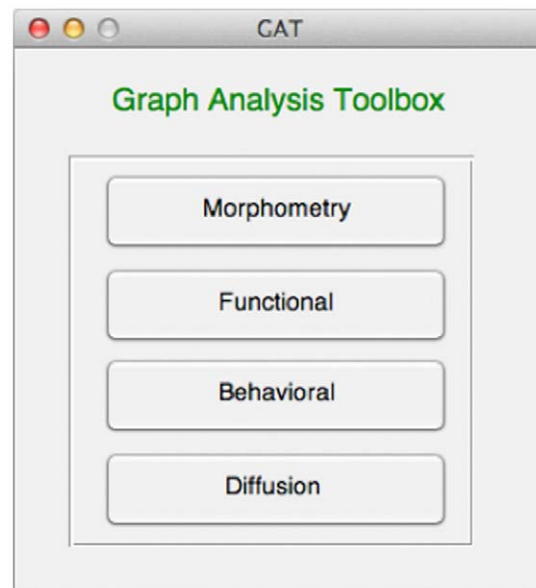 GAT
Graph Analysis Toolbox
Morphometry
Functional
Behavioral
Diffusion